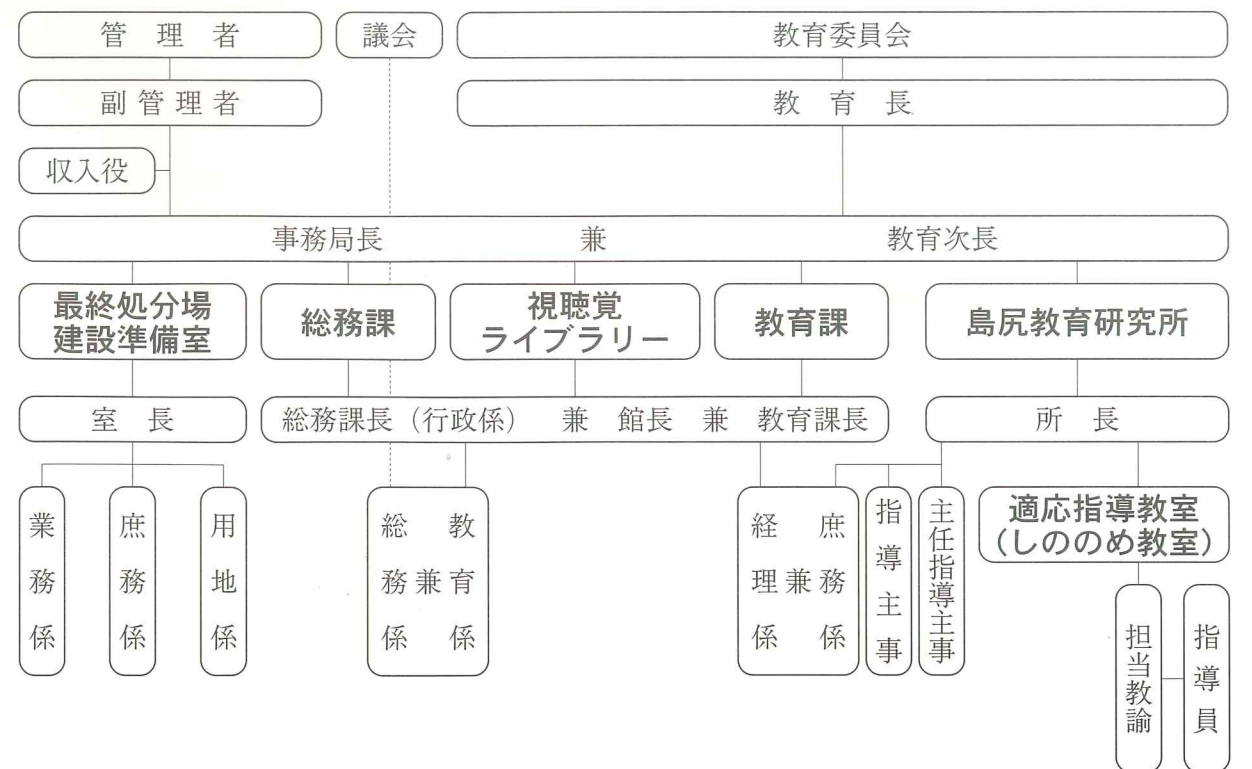 管理者
議会
教育委員会
副管理者
教育長
収入役
事務局長 兼 教育次長
最終処分場
建設準備室
総務課
視聴覚
ライブラリー
教育課
島尻教育研究所
室長
総務課長（行政係） 兼 館長 兼 教育課長
所長
業務係
庶務係
用地係
総務係 兼 教育係
経理係 兼 庶務係
指導主事
主任指導主事
適応指導教室
（しののめ教室）
担当教諭
指導員